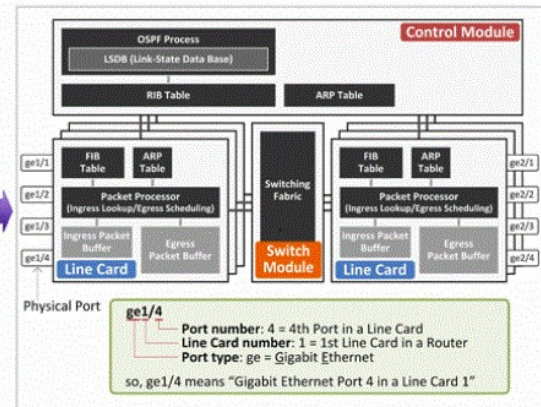 Control Module
OSPF Process
LSDB (Link-State Data Base)
RIB Table
ARP Table
ge1/1
ge1/2
ge1/3
ge1/4
FIB
Table
ARP
Table
Packet Processor
(Ingress Lookup/Egress Scheduling)
Ingress Packet
Buffer
Egress
Packet Buffer
Line Card
Switching
Fabric
Switch
Module
FIB
Table
ARP
Table
Packet Processor
(Ingress Lookup/Egress Scheduling)
Ingress Packet
Buffer
Egress
Packet Buffer
Line Card
ge2/1
ge2/2
ge2/3
ge2/4
Physical Port
ge1/4
Port number: 4 = 4th Port in a Line Card
Line Card number: 1 = 1st Line Card in a Router
Port type: ge = Gigabit Ethernet
so, ge1/4 means “Gigabit Ethernet Port 4 in a Line Card 1”